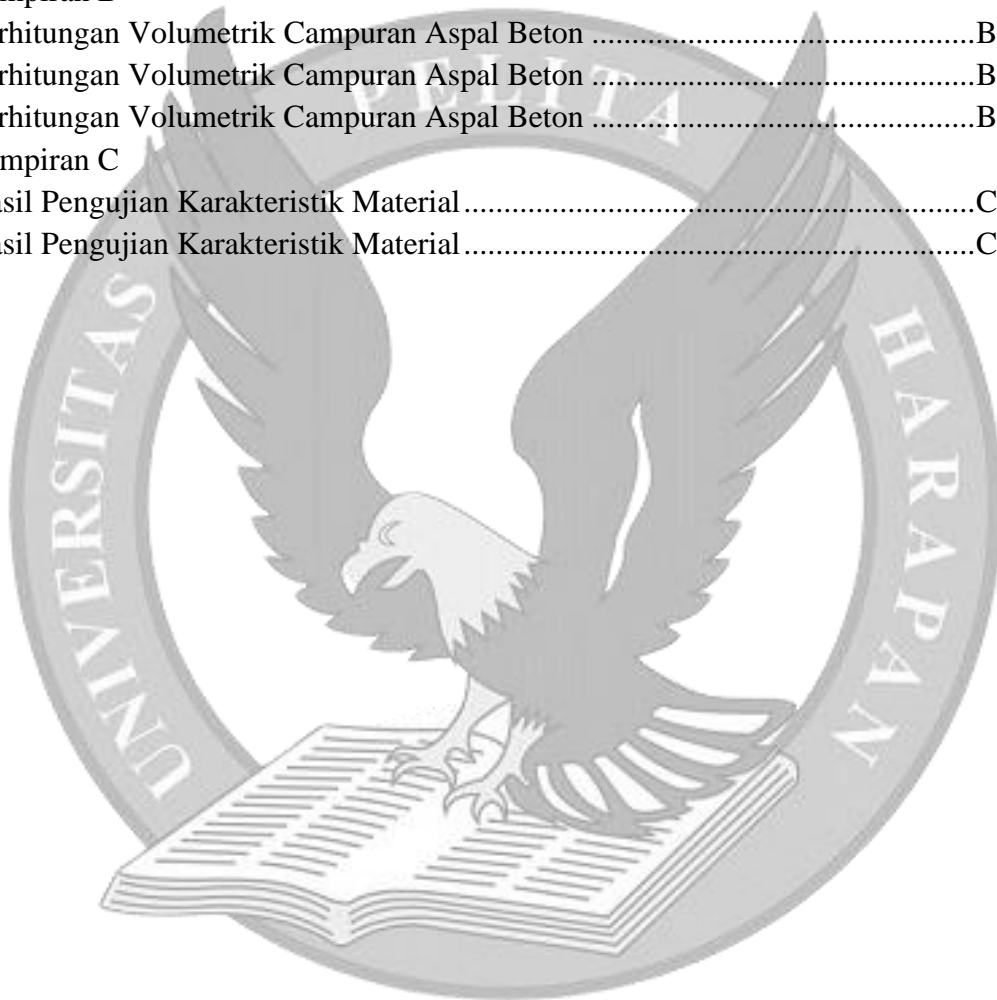 rhitungan Volumetrik Campuran Aspal Beton ................................................B
rhitungan Volumetrik Campuran Aspal Beton ................................................B
rhitungan Volumetrik Campuran Aspal Beton ................................................B
mpiran C
asil Pengujian Karakteristik Material................................................................C
asil Pengujian Karakteristik Material................................................................C
UNIVERSITAS PELITA HARAPAN